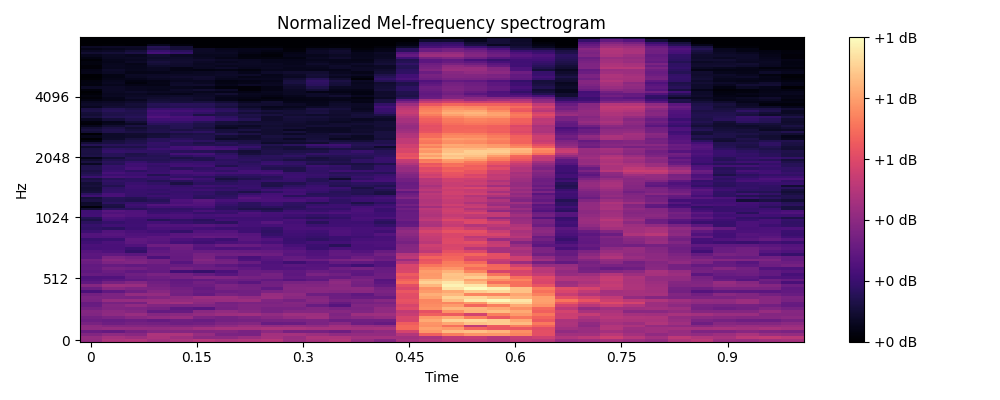 Normalized Mel-frequency spectrogram
+1 dB
4096
+1 dB
2048
+1 dB
Hz
1024
+0 dB
512
+0 dB
0
+0 dB
0 0.15 0.3 0.45 0.6 0.75 0.9
Time